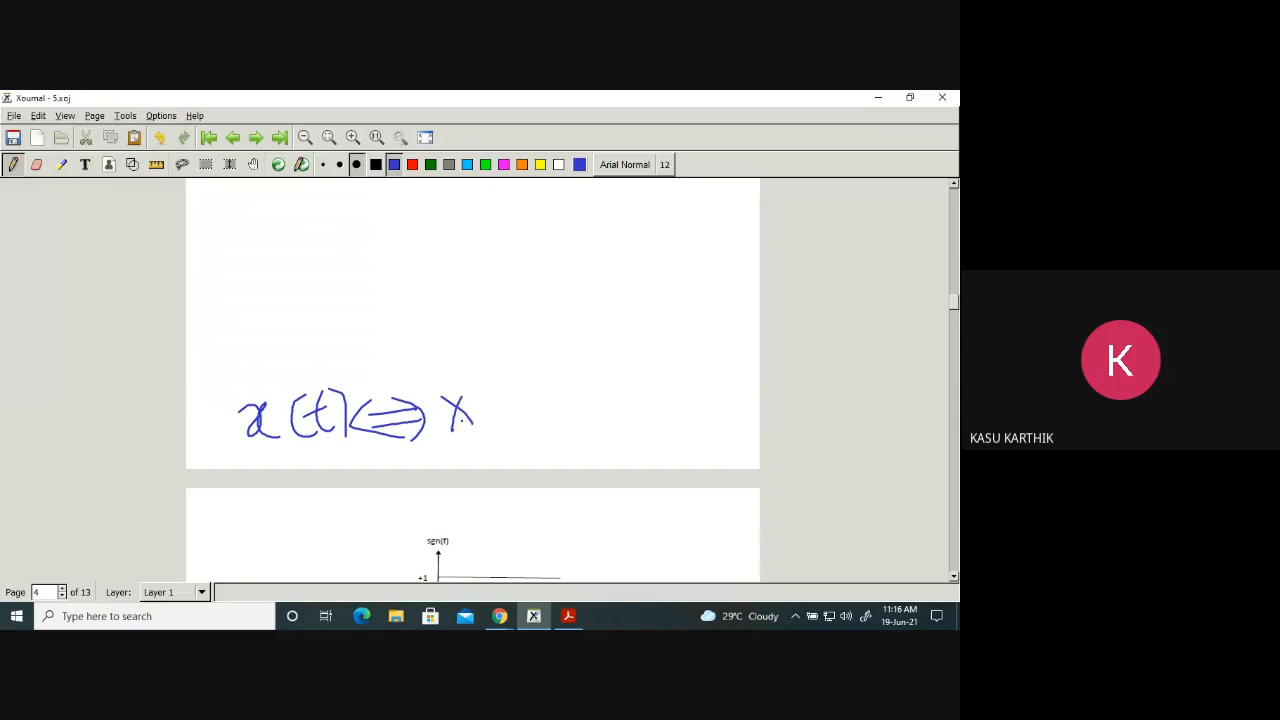 Xournal - 5.xoj
File Edit View Page Tools Options Help
Arial Normal 12
x(t) <=> X
sgn(f)
+1
K
KASU KARTHIK
Page 4 of 13 Layer: Layer 1
Type here to search
29°C Cloudy
11:16 AM
19-Jun-21